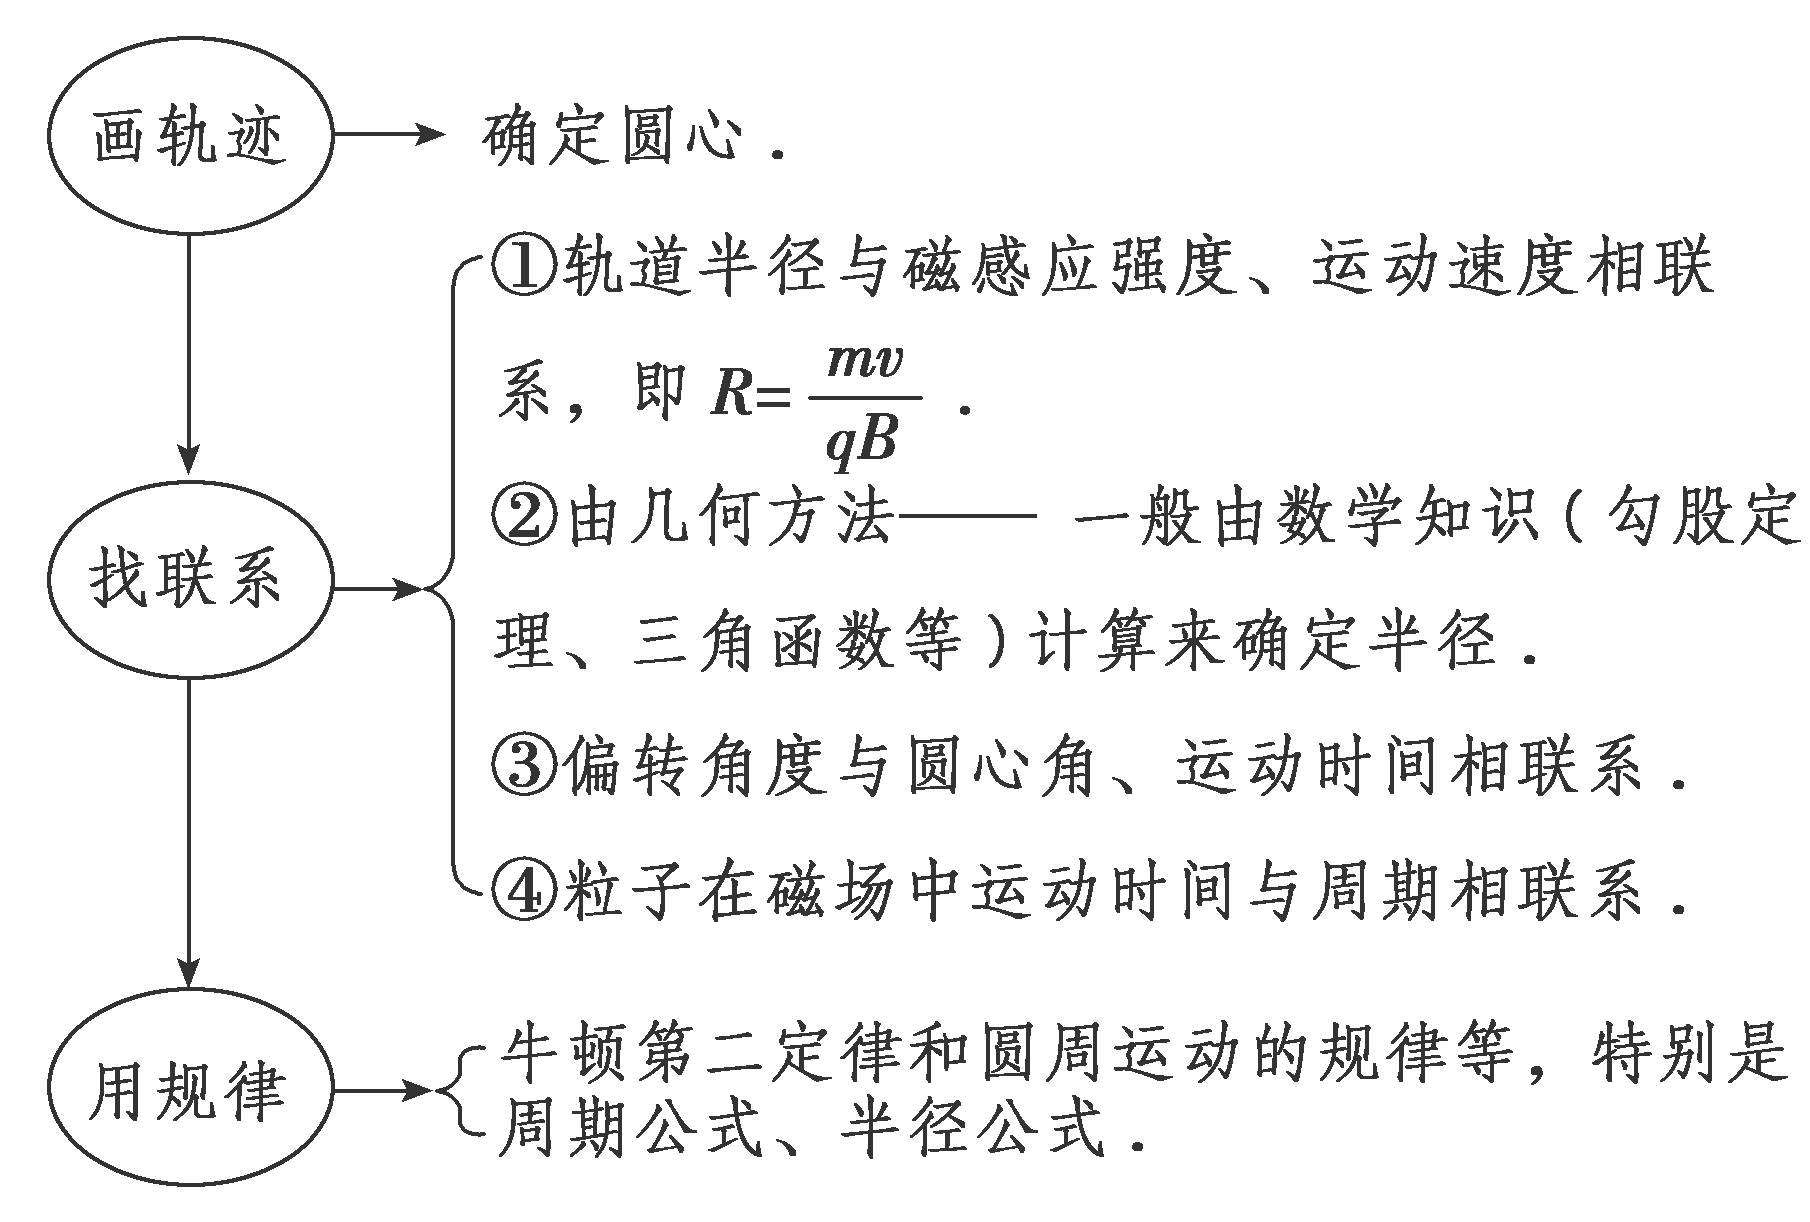 画轨迹
确定圆心．
找联系
①轨道半径与磁感应强度、运动速度相联
系，即 R=mv/qB．
②由几何方法—— 一般由数学知识(勾股定
理、三角函数等)计算来确定半径．
③偏转角度与圆心角、运动时间相联系．
④粒子在磁场中运动时间与周期相联系．
用规律
牛顿第二定律和圆周运动的规律等，特别是
周期公式、半径公式．